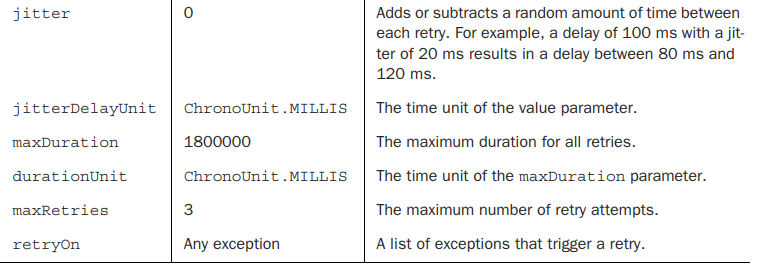 jitter 0 Adds or subtracts a random amount of time between
each retry. For example, a delay of 100 ms with a jit-
ter of 20 ms results in a delay between 80 ms and
120 ms.
jitterDelayUnit ChronoUnit.MILLIS The time unit of the value parameter.
maxDuration 1800000 The maximum duration for all retries.
durationUnit ChronoUnit.MILLIS The time unit of the maxDuration parameter.
maxRetries 3 The maximum number of retry attempts.
retryOn Any exception A list of exceptions that trigger a retry.